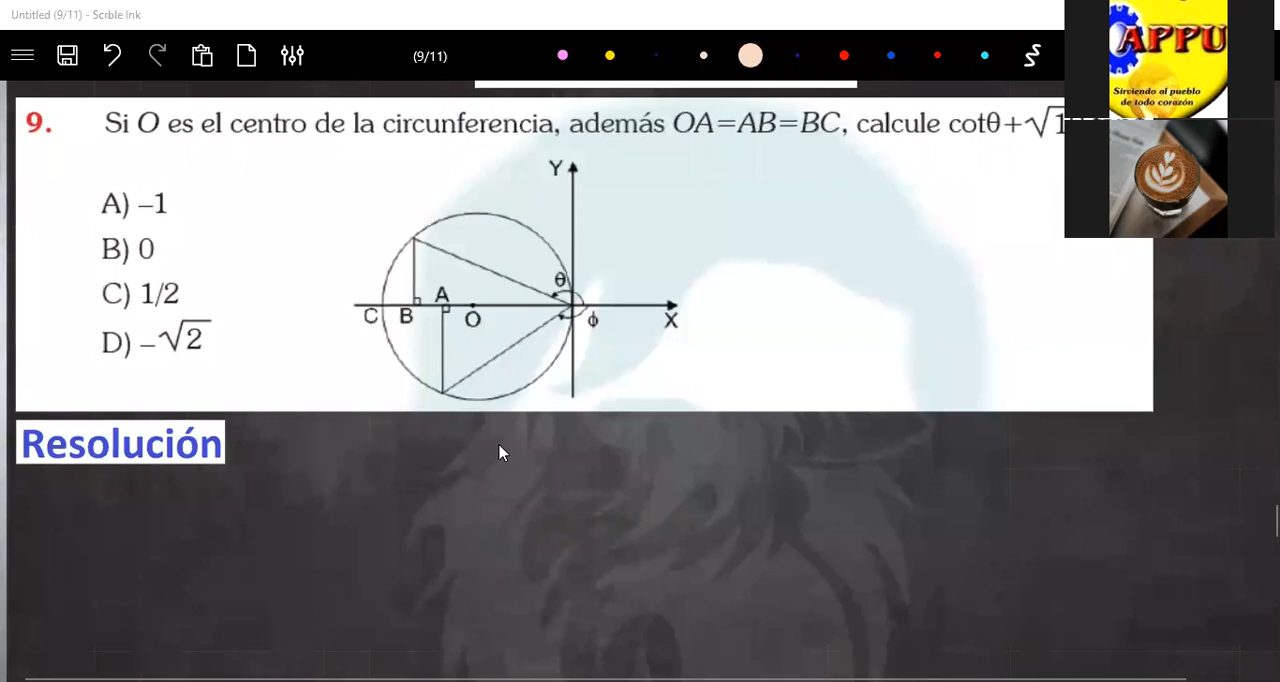 Untitled (9/11) - Scrble Ink
(9/11)
APPU
Sirviendo al pueblo
de todo corazón
9. Si O es el centro de la circunferencia, además OA=AB=BC, calcule cotθ+√1
A) –1
B) 0
C) 1/2
D) –√2
Y
θ
A
C B O ϕ X
Resolución